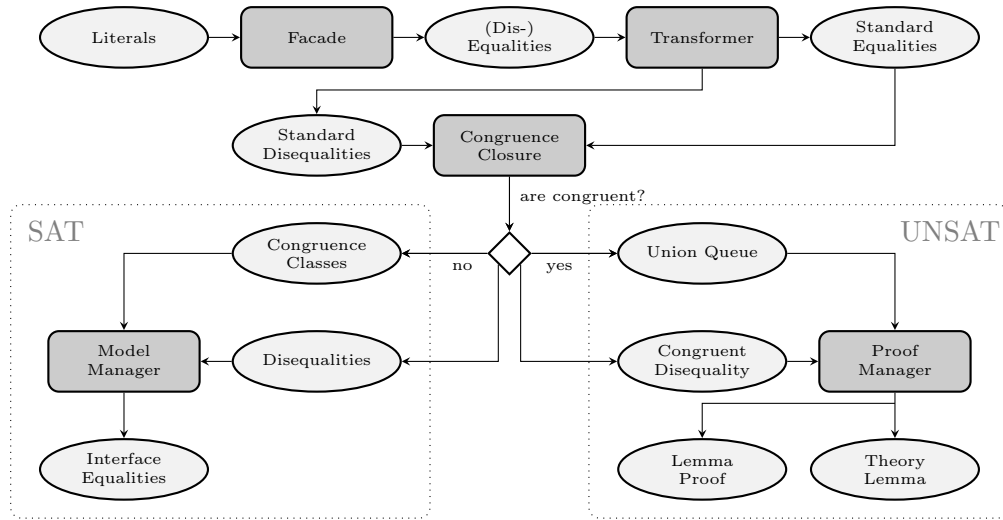 Literals
Facade
(Dis-)
Equalities
Transformer
Standard
Equalities
Standard
Disequalities
Congruence
Closure
are congruent?
SAT
UNSAT
Congruence
Classes
no
yes
Union Queue
Model
Manager
Disequalities
Congruent
Disequality
Proof
Manager
Interface
Equalities
Lemma
Proof
Theory
Lemma